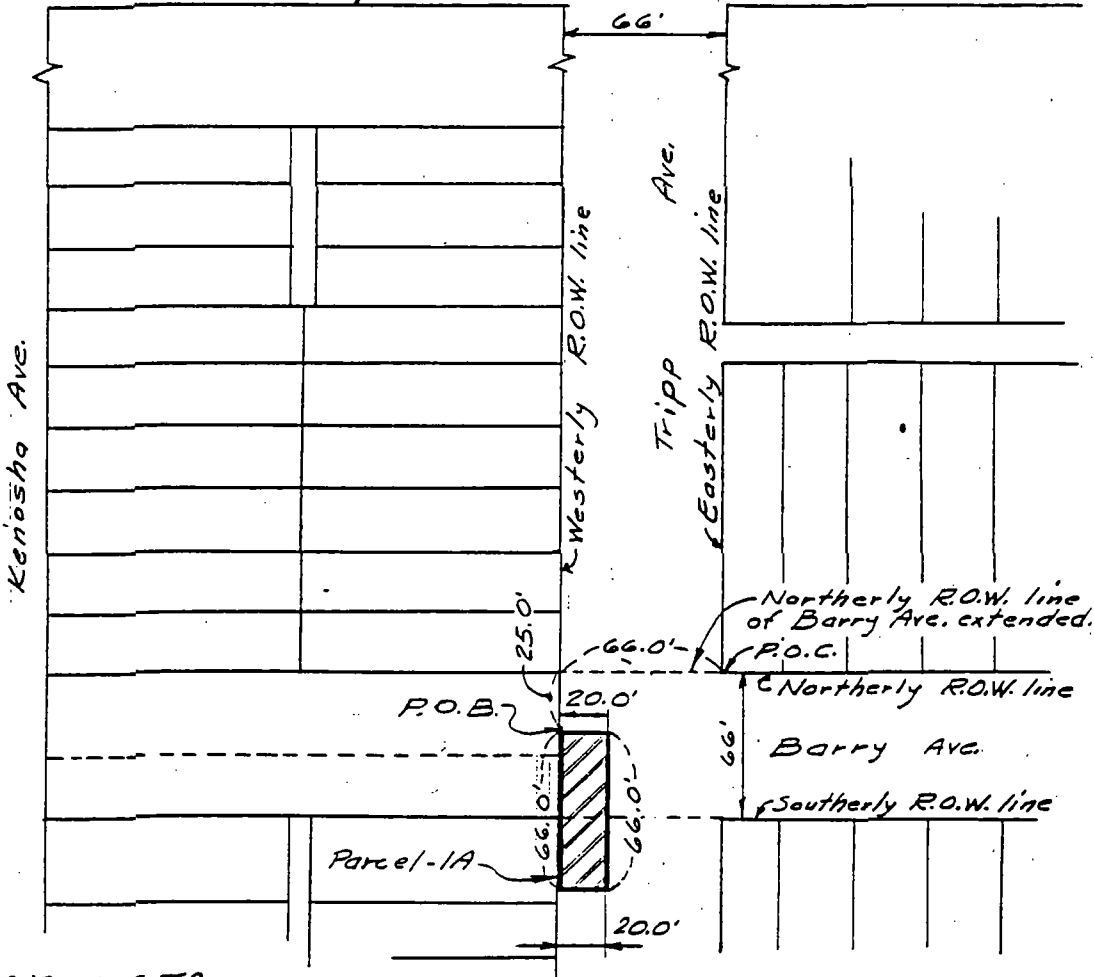 66'
Kenosha Ave.
Westerly R.O.W. line
Tripp Ave.
Easterly R.O.W. line
Northerly R.O.W. line
of Barry Ave. extended.
25.0'
66.0'
P.O.C.
Northerly R.O.W. line
P.O.B.
20.0'
66'
Barry Ave.
66.0'
66.0'
Southerly R.O.W. line
Parcel-1A
20.0'